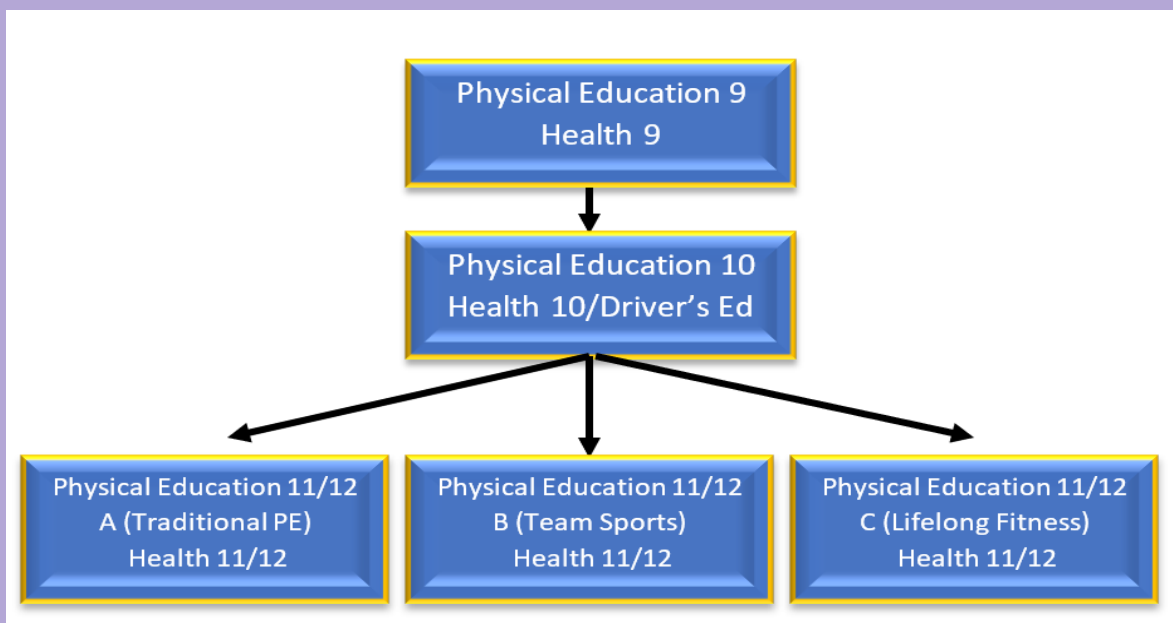 Physical Education 9
Health 9
Physical Education 10
Health 10/Driver’s Ed
Physical Education 11/12
A (Traditional PE)
Health 11/12
Physical Education 11/12
B (Team Sports)
Health 11/12
Physical Education 11/12
C (Lifelong Fitness)
Health 11/12